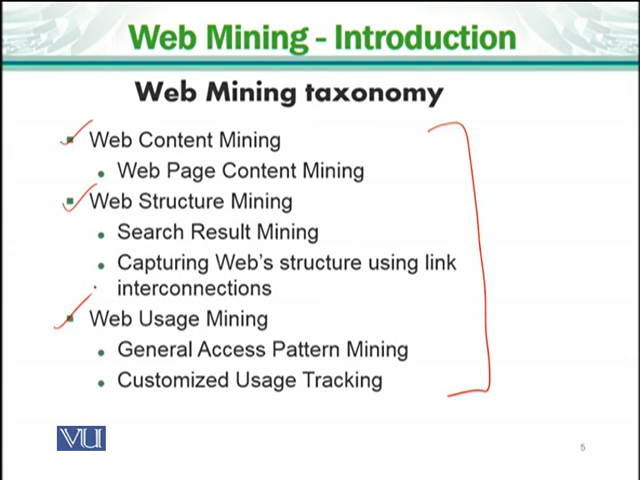 Web Mining - Introduction
Web Mining taxonomy
Web Content Mining
Web Page Content Mining
Web Structure Mining
Search Result Mining
Capturing Web's structure using link
interconnections
Web Usage Mining
General Access Pattern Mining
Customized Usage Tracking
VU
5